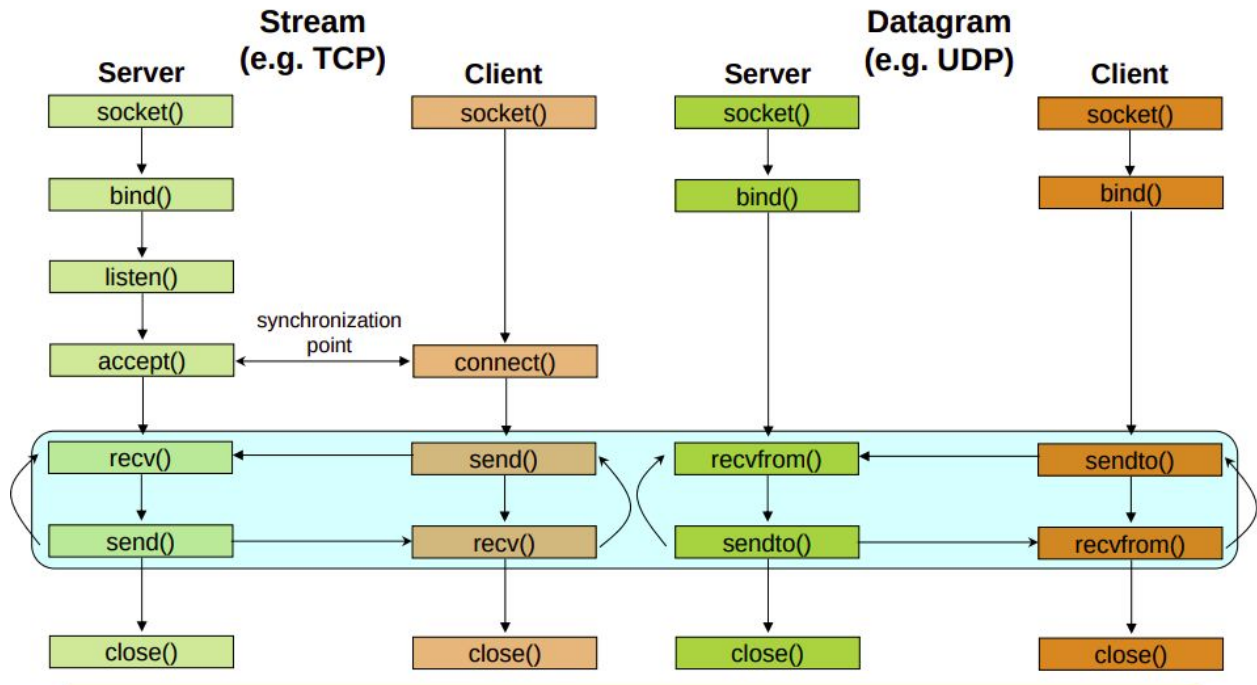 Stream
(e.g. TCP)
Datagram
(e.g. UDP)
Server
Client
Server
Client
socket()
socket()
socket()
socket()
bind()
bind()
bind()
listen()
synchronization
point
accept()
connect()
recv()
send()
recvfrom()
sendto()
send()
recv()
sendto()
recvfrom()
close()
close()
close()
close()